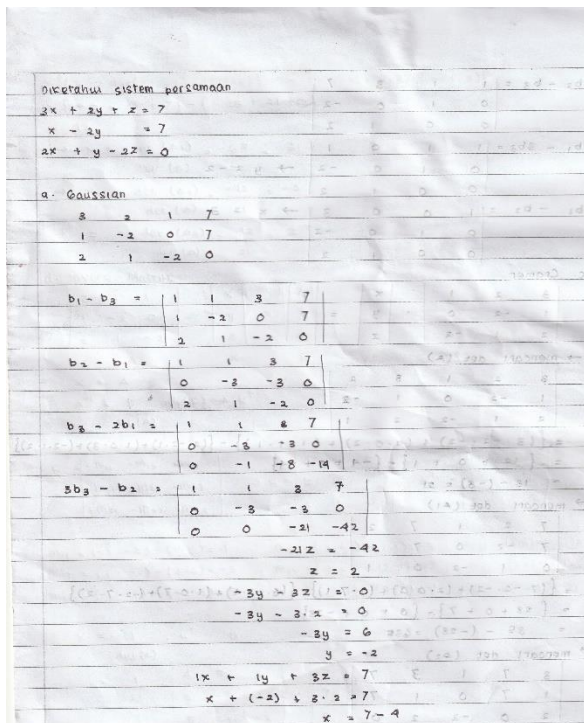 Diketahui sistem persamaan
3x + 2y + z = 7
x - 2y = 7
2x + y - 2z = 0
a. Gaussian
3 2 1 7
1 -2 0 7
2 1 -2 0
b1 - b3 = | 1 1 3 7 |
| 1 -2 0 7 |
| 2 1 -2 0 |
b2 - b1 = | 1 1 3 7 |
| 0 -3 -3 0 |
| 2 1 -2 0 |
b3 - 2b1 = | 1 1 3 7 |
| 0 -3 -3 0 |
| 0 -1 -8 -14 |
3b3 - b2 = | 1 1 3 7 |
| 0 -3 -3 0 |
| 0 0 -21 -42 |
-21z = -42
z = 2
-3y - 3z = 0
-3y - 3.2 = 0
-3y = 6
y = -2
1x + 1y + 3z = 7
x + (-2) + 3.2 = 7
x = 7-4